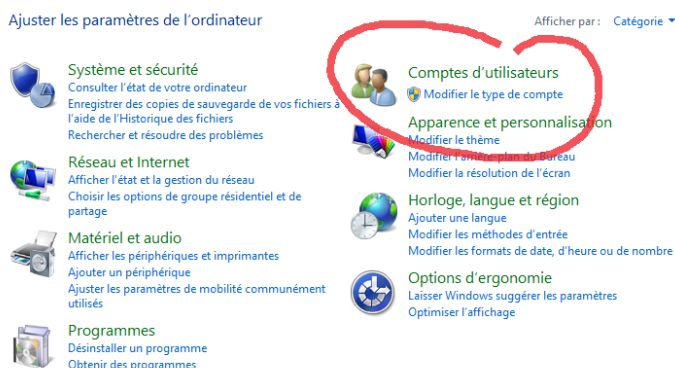 Ajuster les paramètres de l'ordinateur
Afficher par : Catégorie
Système et sécurité
Consulter l'état de votre ordinateur
Enregistrer des copies de sauvegarde de vos fichiers à
l'aide de l'Historique des fichiers
Rechercher et résoudre des problèmes
Réseau et Internet
Afficher l'état et la gestion du réseau
Choisir les options de groupe résidentiel et de
partage
Matériel et audio
Afficher les périphériques et imprimantes
Ajouter un périphérique
Ajuster les paramètres de mobilité communément
utilisés
Programmes
Désinstaller un programme
Obtenir des programmes
Comptes d'utilisateurs
Modifier le type de compte
Apparence et personnalisation
Modifier le thème
Modifier l'arrière-plan du Bureau
Modifier la résolution de l'écran
Horloge, langue et région
Ajouter une langue
Modifier les méthodes d'entrée
Modifier les formats de date, d'heure ou de nombre
Options d'ergonomie
Laisser Windows suggérer les paramètres
Optimiser l'affichage